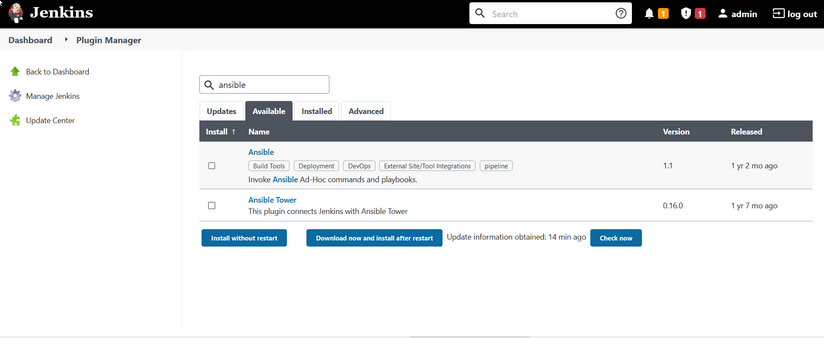 Jenkins
Search
1
1
admin
log out
Dashboard
Plugin Manager
Back to Dashboard
Manage Jenkins
Update Center
ansible
Updates
Available
Installed
Advanced
Install ↑
Name
Version
Released
Ansible
Build Tools
Deployment
DevOps
External Site/Tool Integrations
pipeline
Invoke Ansible Ad-Hoc commands and playbooks.
1.1
1 yr 2 mo ago
Ansible Tower
This plugin connects Jenkins with Ansible Tower
0.16.0
1 yr 7 mo ago
Install without restart
Download now and install after restart
Update information obtained: 14 min ago
Check now